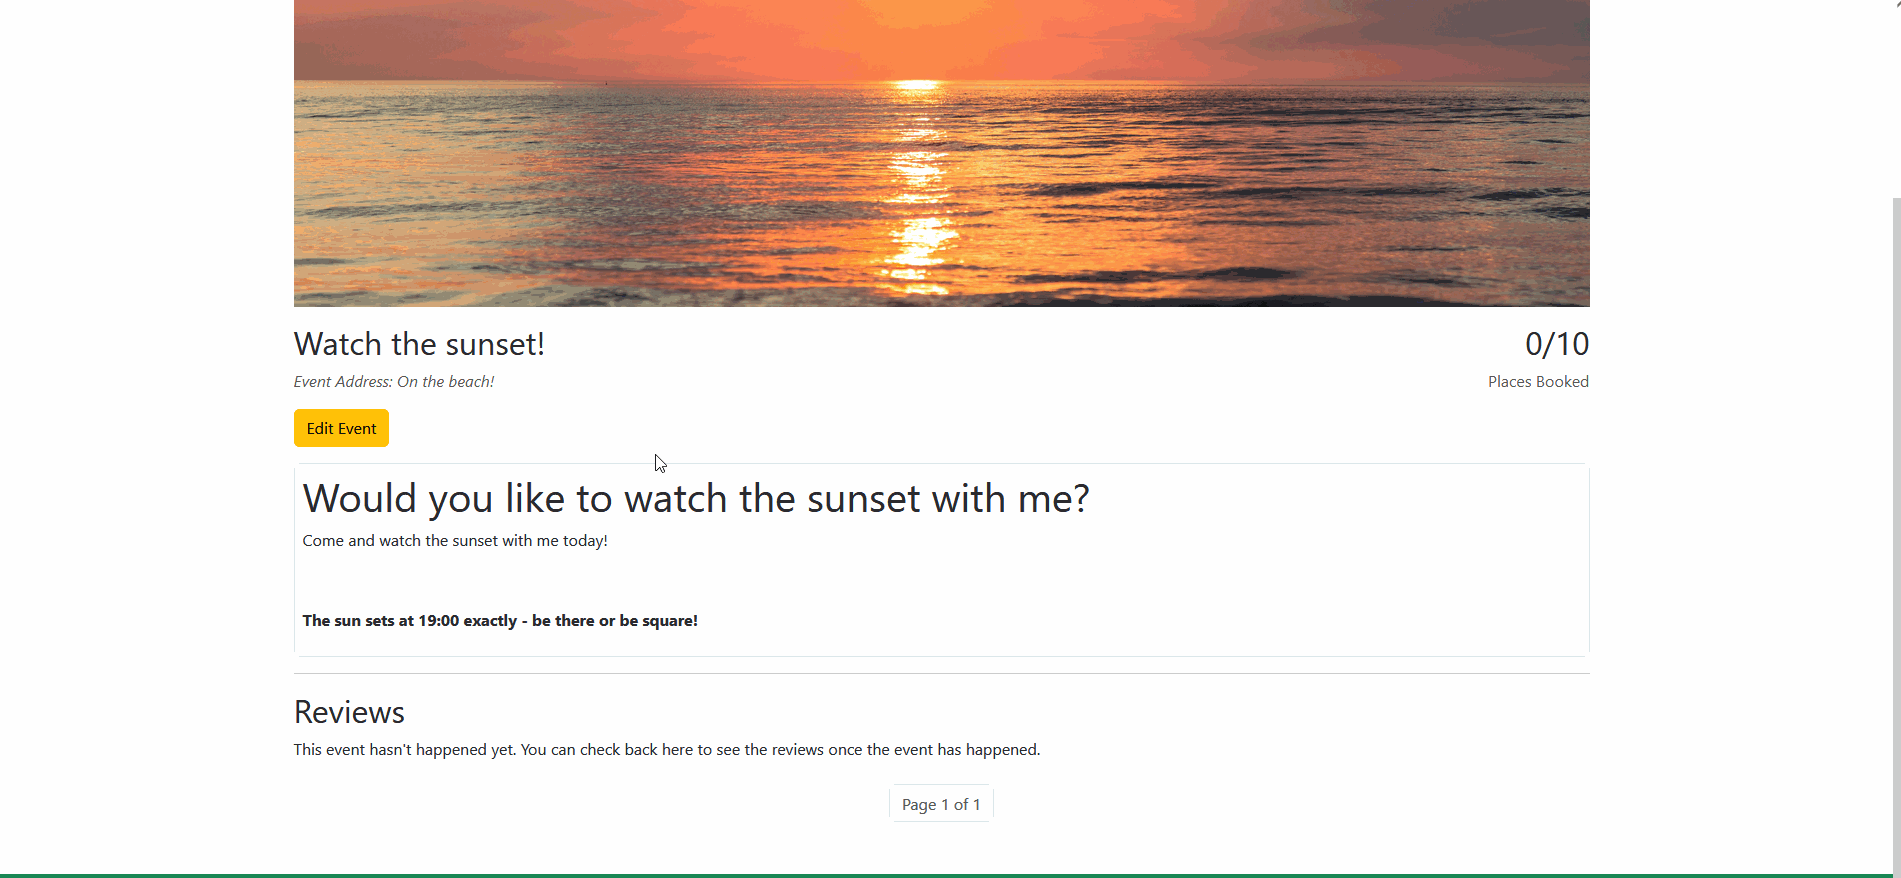 Watch the sunset!
0/10
Event Address: On the beach!
Places Booked
Edit Event
Would you like to watch the sunset with me?
Come and watch the sunset with me today!
The sun sets at 19:00 exactly - be there or be square!
Reviews
This event hasn't happened yet. You can check back here to see the reviews once the event has happened.
Page 1 of 1